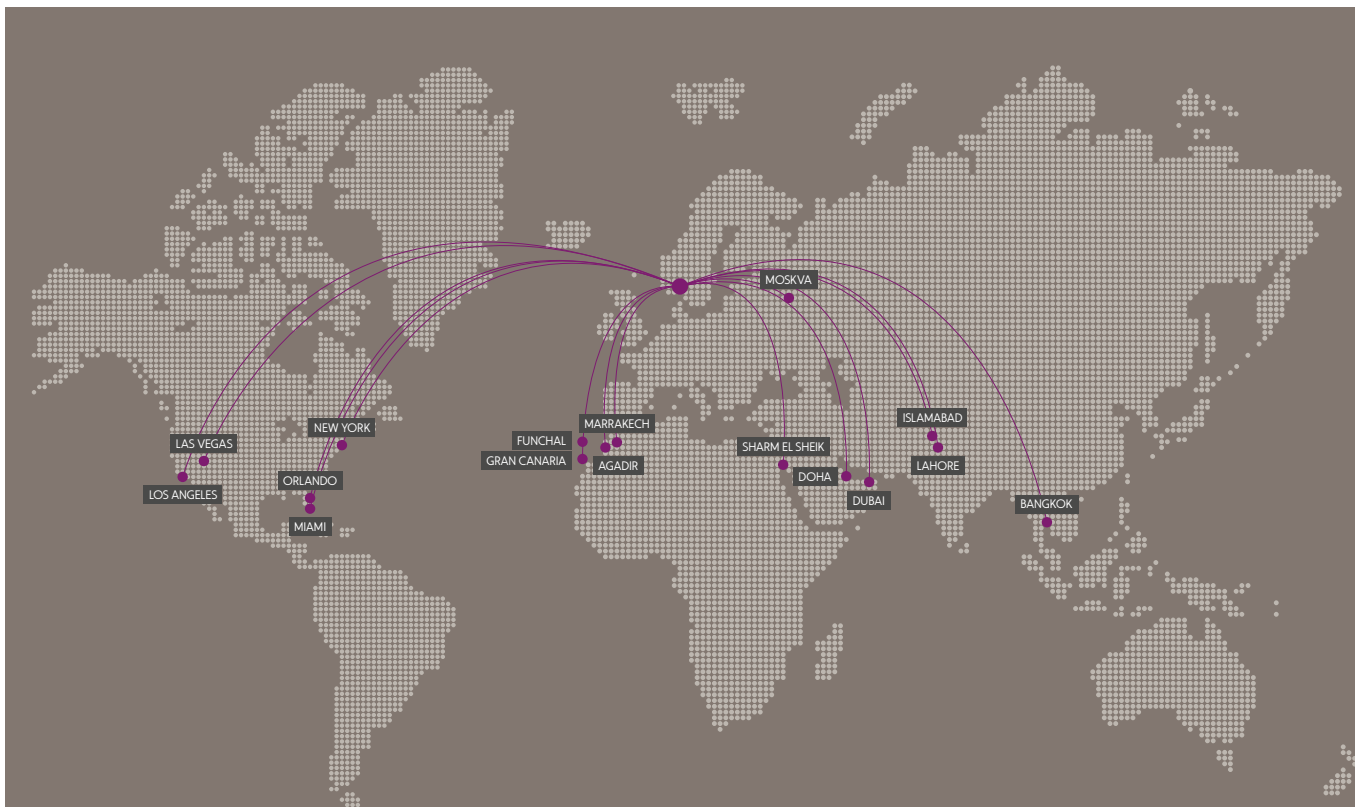 MOSKVA
ISLAMABAD
MARRAKECH
NEW YORK
FUNCHAL
LAS VEGAS
SHARM EL SHEIK
GRAN CANARIA
AGADIR
LAHORE
DOHA
ORLANDO
LOS ANGELES
DUBAI
BANGKOK
MIAMI